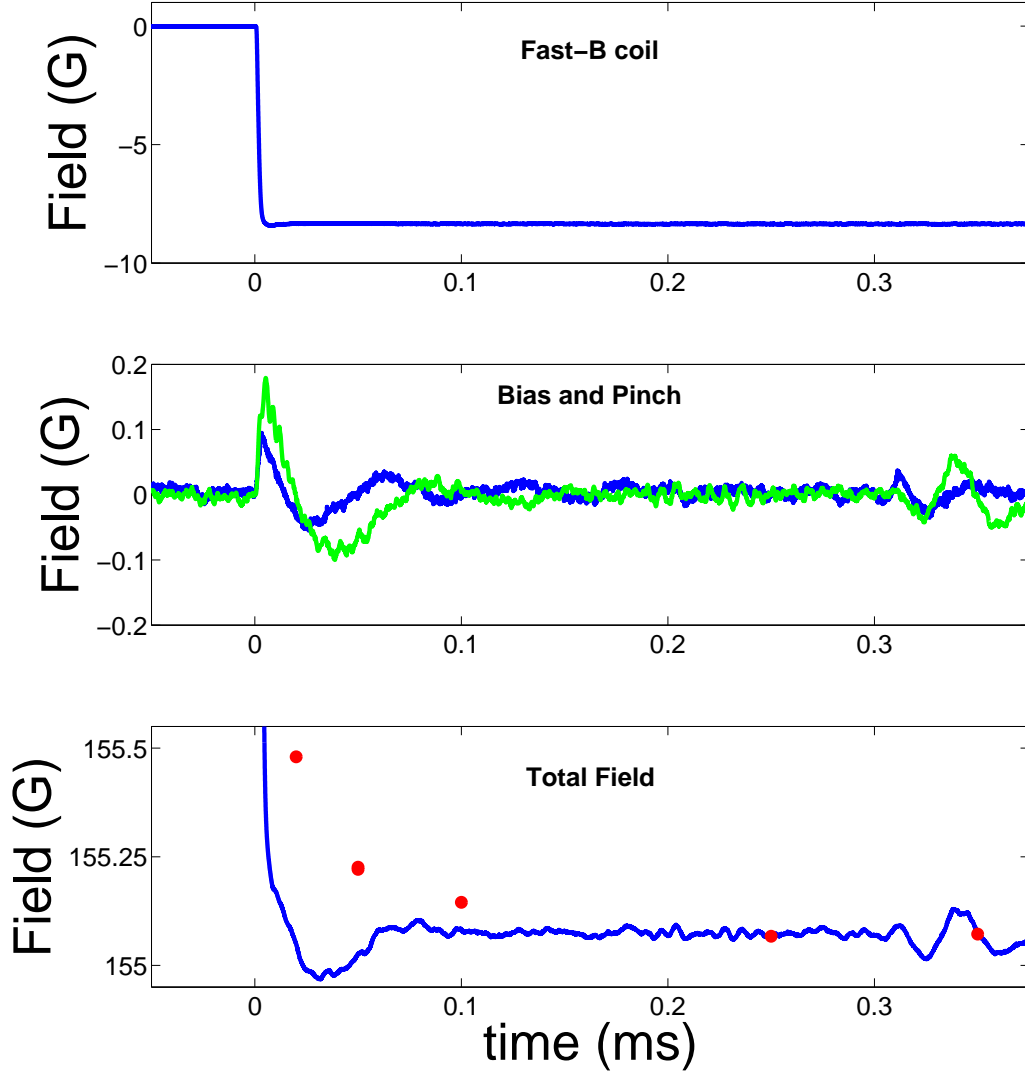 Fast−B coil
Field (G)
0
−5
−10
0 0.1 0.2 0.3
Bias and Pinch
Field (G)
0.2
0.1
0
−0.1
−0.2
0 0.1 0.2 0.3
Total Field
Field (G)
155.5
155.25
155
0 0.1 0.2 0.3
time (ms)